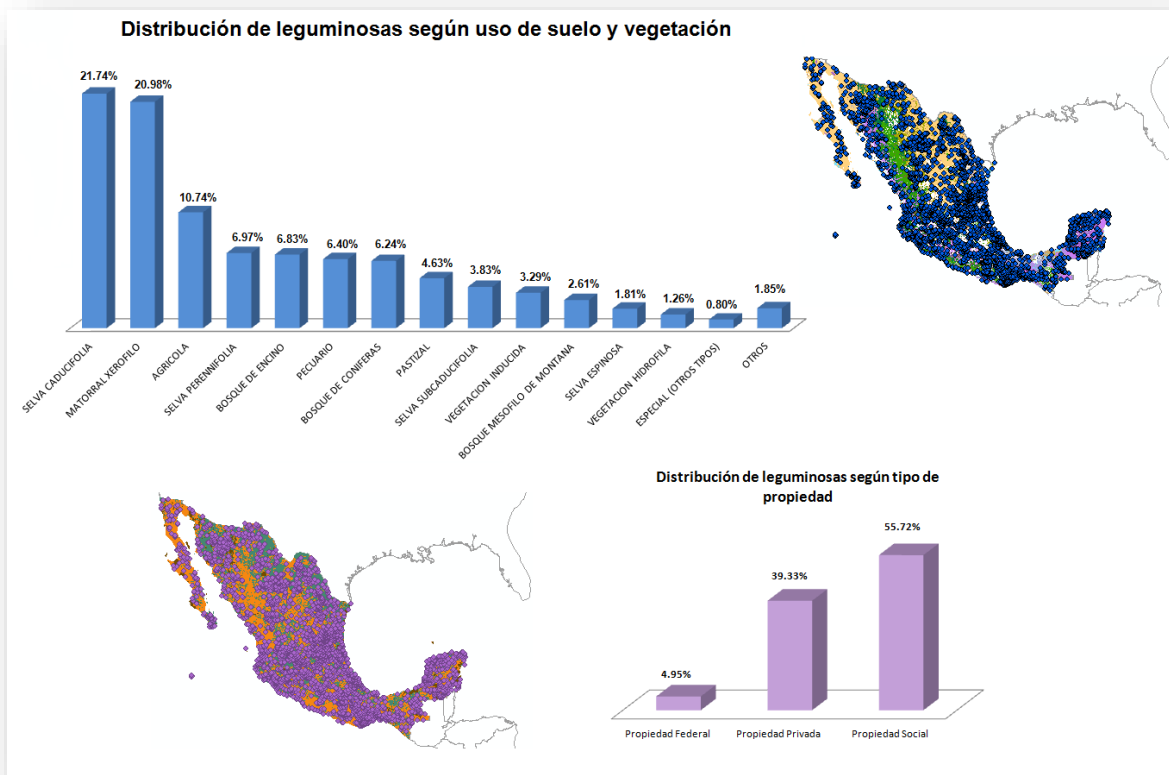 Distribución de leguminosas según uso de suelo y vegetación
21.74%
20.98%
10.74%
6.97%
6.83%
6.40%
6.24%
4.63%
3.83%
3.29%
2.61%
1.81%
1.26%
0.80%
1.85%
SELVA CADUCIFOLIA
MATORRAL XEROFILO
AGRICOLA
SELVA PERENNIFOLIA
BOSQUE DE ENCINO
PECUARIO
BOSQUE DE CONIFERAS
PASTIZAL
SELVA SUBCADUCIFOLIA
VEGETACION INDUCIDA
BOSQUE MESOFILO DE MONTANA
SELVA ESPINOSA
VEGETACION HIDROFILA
ESPECIAL (OTROS TIPOS)
OTROS
Distribución de leguminosas según tipo de
propiedad
4.95%
39.33%
55.72%
Propiedad Federal
Propiedad Privada
Propiedad Social